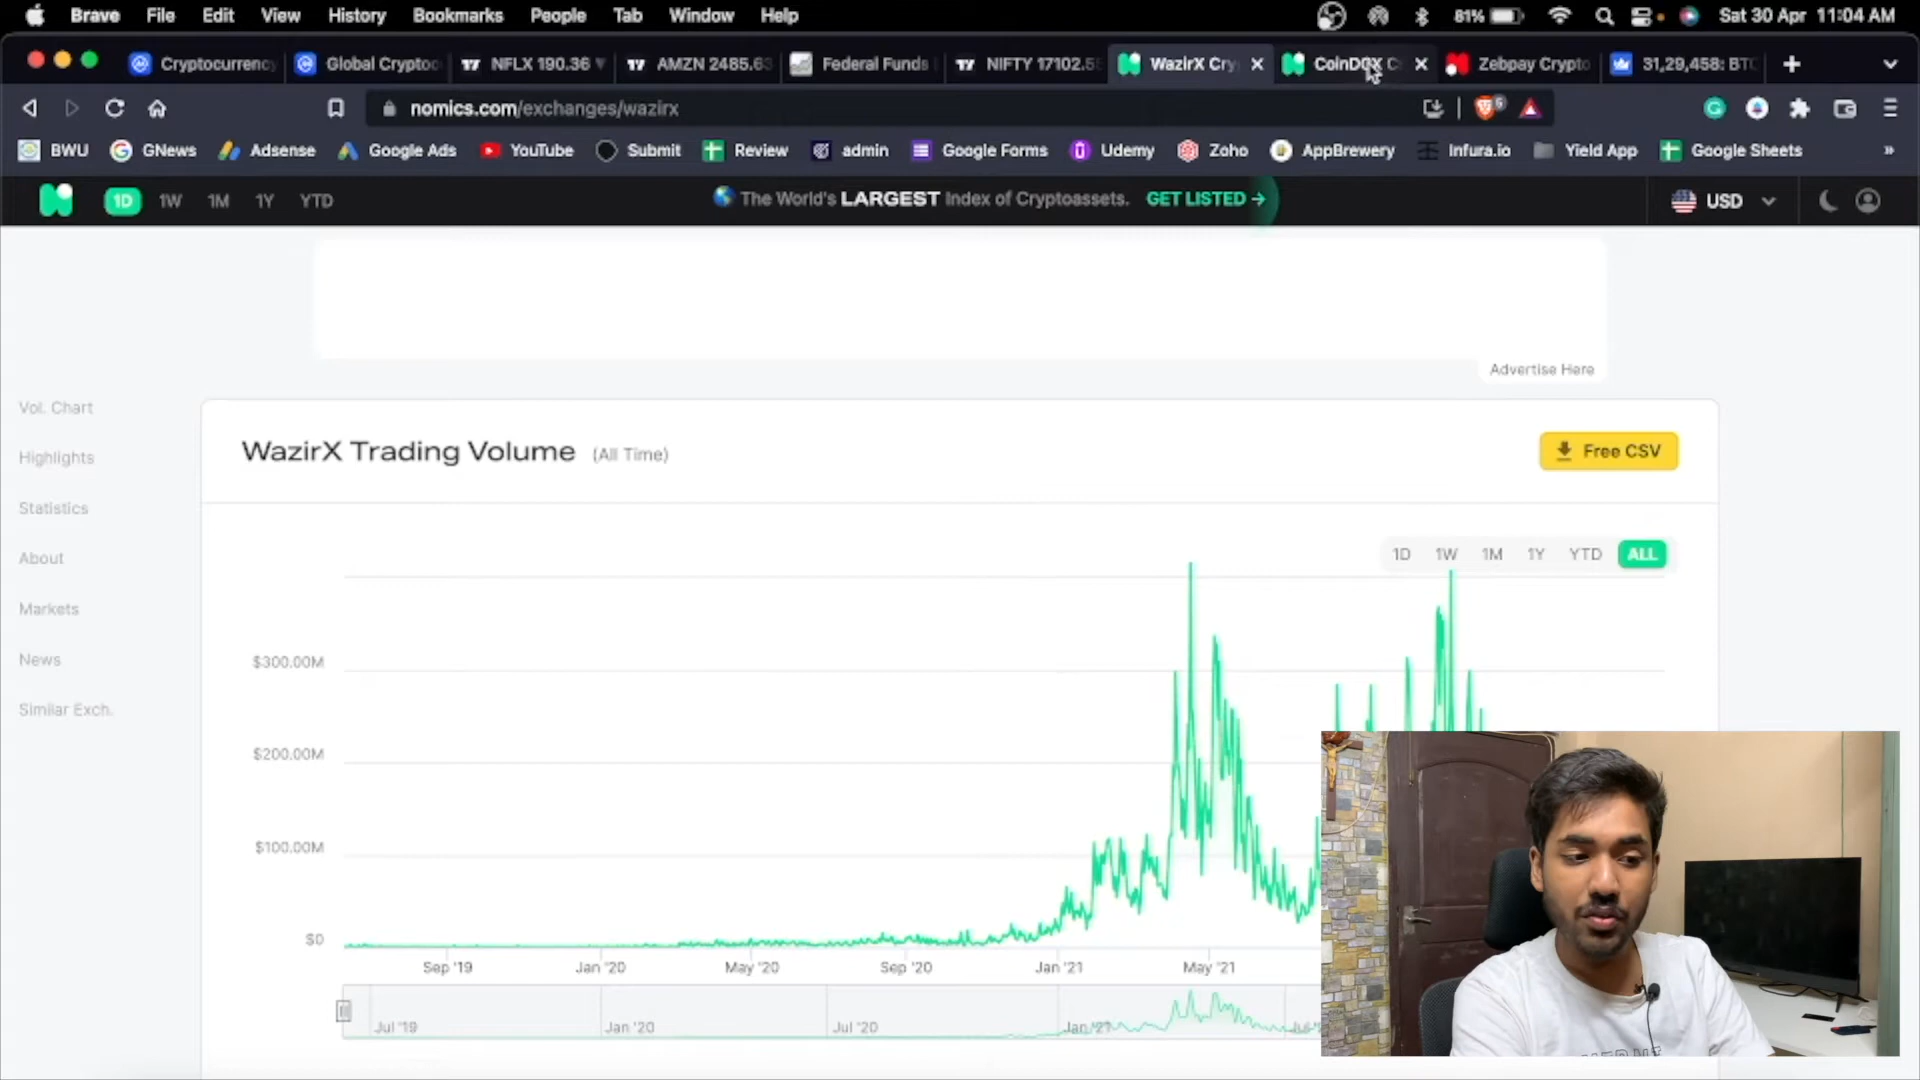 Brave File Edit View History Bookmarks People Tab Window Help 81% Sat 30 Apr 11:04 AM
Cryptocurrency Global Cryptoc NFLX 190.36 AMZN 2485.63 Federal Funds NIFTY 17102.55 WazirX Cry CoinDCX C Zebpay Crypto 31,29,458: BTC
nomics.com/exchanges/wazirx
BWU GNews Adsense Google Ads YouTube Submit Review admin Google Forms Udemy Zoho AppBrewery Infura.io Yield App Google Sheets »
1D 1W 1M 1Y YTD The World's LARGEST Index of Cryptoassets. GET LISTED → USD
Advertise Here
Vol. Chart
Highlights
Statistics
About
Markets
News
Similar Exch.
WazirX Trading Volume (All Time) Free CSV
1D 1W 1M 1Y YTD ALL
$300.00M
$200.00M
$100.00M
$0
Sep '19 Jan '20 May '20 Sep '20 Jan '21 May '21
Jul '19 Jan '20 Jul '20 Jan '21